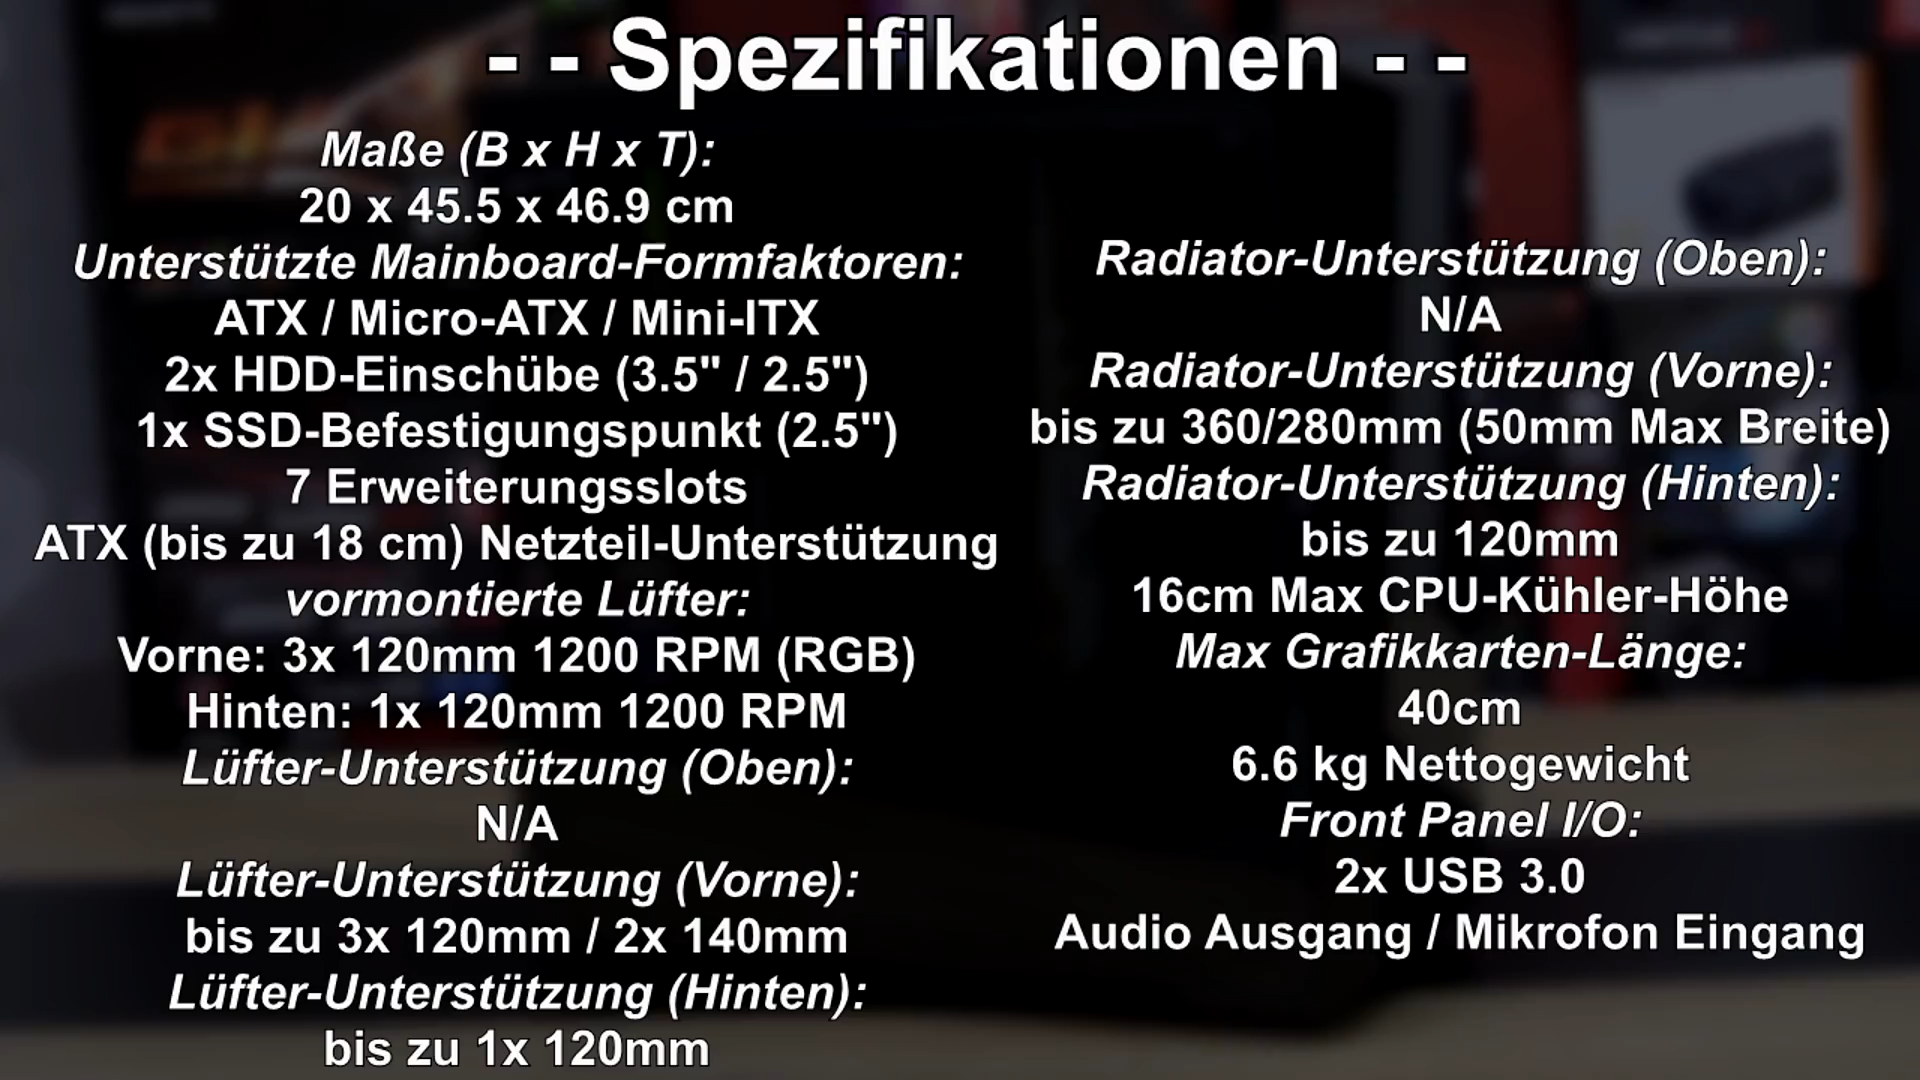 - - Spezifikationen - -
Maße (B x H x T):
20 x 45.5 x 46.9 cm
Unterstützte Mainboard-Formfaktoren:
ATX / Micro-ATX / Mini-ITX
2x HDD-Einschübe (3.5" / 2.5")
1x SSD-Befestigungspunkt (2.5")
7 Erweiterungsslots
ATX (bis zu 18 cm) Netzteil-Unterstützung
vormontierte Lüfter:
Vorne: 3x 120mm 1200 RPM (RGB)
Hinten: 1x 120mm 1200 RPM
Lüfter-Unterstützung (Oben):
N/A
Lüfter-Unterstützung (Vorne):
bis zu 3x 120mm / 2x 140mm
Lüfter-Unterstützung (Hinten):
bis zu 1x 120mm
Radiator-Unterstützung (Oben):
N/A
Radiator-Unterstützung (Vorne):
bis zu 360/280mm (50mm Max Breite)
Radiator-Unterstützung (Hinten):
bis zu 120mm
16cm Max CPU-Kühler-Höhe
Max Grafikkarten-Länge:
40cm
6.6 kg Nettogewicht
Front Panel I/O:
2x USB 3.0
Audio Ausgang / Mikrofon Eingang